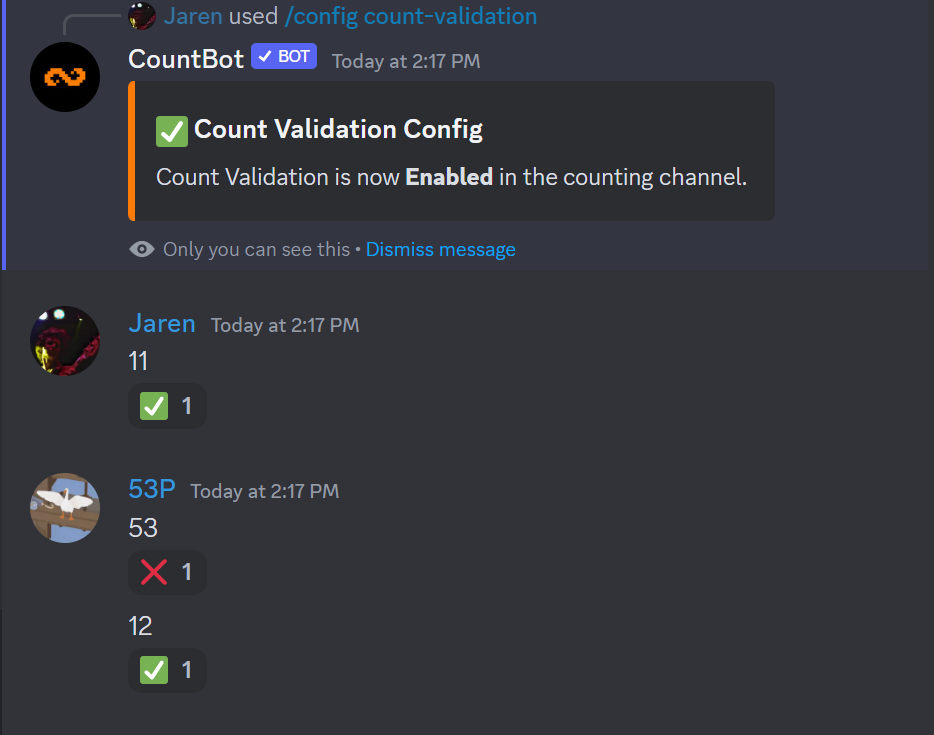 Jaren used /config count-validation
CountBot ✓ BOT Today at 2:17 PM
✅ Count Validation Config
Count Validation is now Enabled in the counting channel.
Only you can see this • Dismiss message
Jaren Today at 2:17 PM
11
✅ 1
53P Today at 2:17 PM
53
❌ 1
12
✅ 1